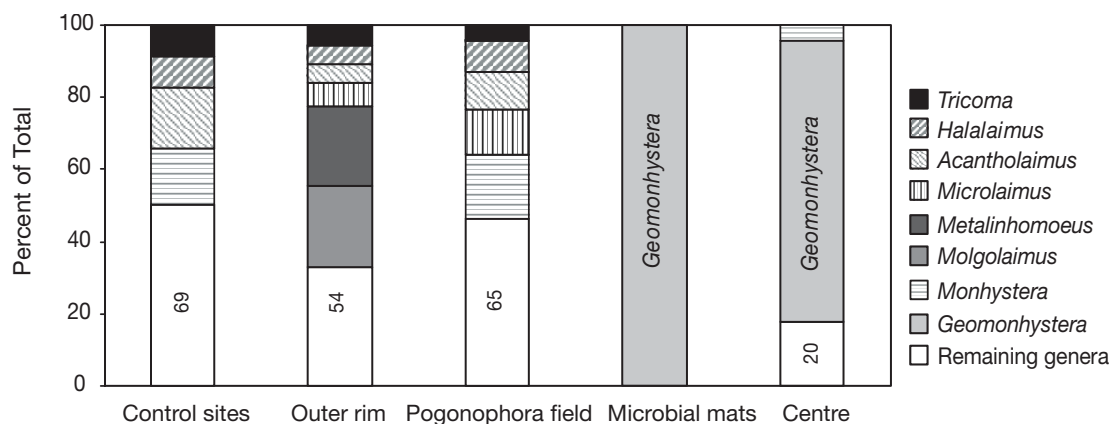 Percent of Total
100
80
60
40
20
0
69
54
65
Geomonhystera
Geomonhystera
20
Control sites
Outer rim
Pogonophora field
Microbial mats
Centre
Tricoma
Halalaimus
Acantholaimus
Microlaimus
Metalinhomoeus
Molgolaimus
Monhystera
Geomonhystera
Remaining genera